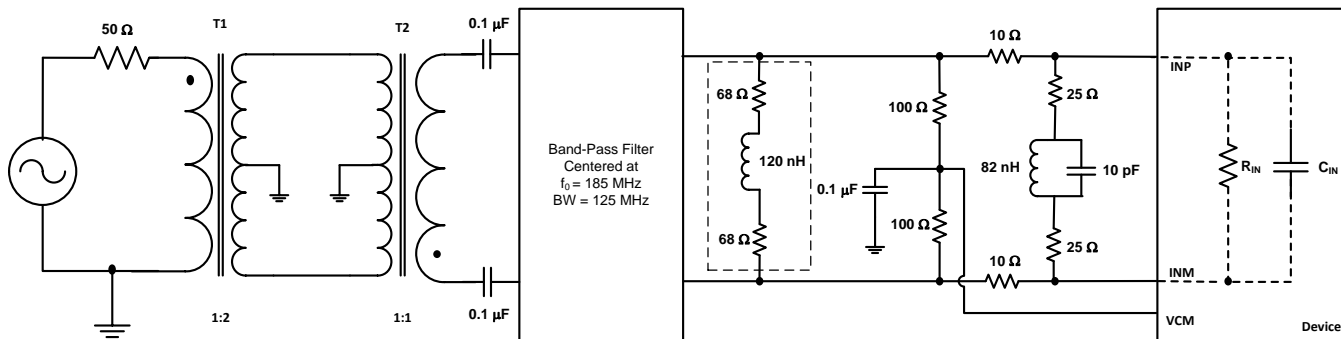 50 Ω
T1
T2
0.1 µF
0.1 µF
1:2
1:1
Band-Pass Filter
Centered at
f₀ = 185 MHz
BW = 125 MHz
68 Ω
120 nH
68 Ω
100 Ω
0.1 µF
100 Ω
10 Ω
10 Ω
25 Ω
82 nH
10 pF
25 Ω
INP
RIN
CIN
INM
VCM
Device